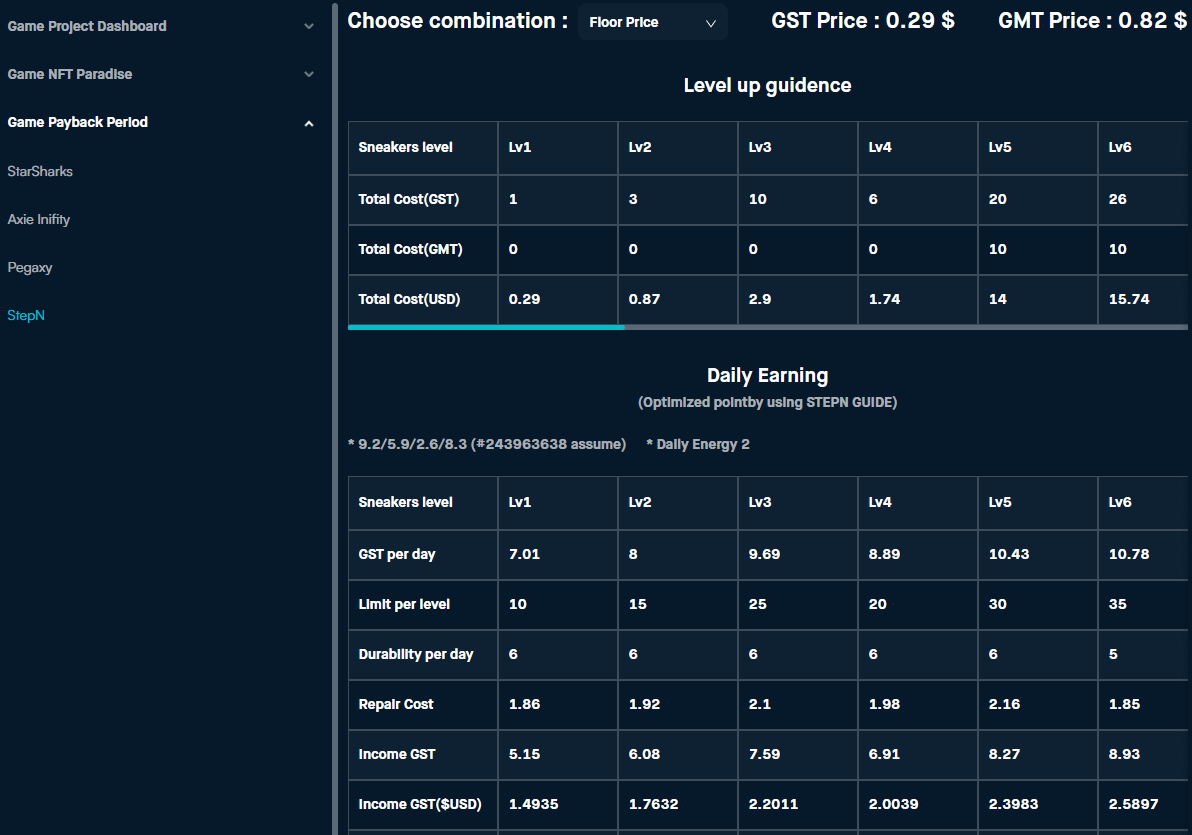 Game Project Dashboard
Game NFT Paradise
Game Payback Period
StarSharks
Axie Inifity
Pegaxy
StepN
Choose combination : Floor Price GST Price : 0.29 $ GMT Price : 0.82 $
Level up guidence
Sneakers level Lv1 Lv2 Lv3 Lv4 Lv5 Lv6
Total Cost(GST) 1 3 10 6 20 26
Total Cost(GMT) 0 0 0 0 10 10
Total Cost(USD) 0.29 0.87 2.9 1.74 14 15.74
Daily Earning
(Optimized pointby using STEPN GUIDE)
* 9.2/5.9/2.6/8.3 (#243963638 assume) * Daily Energy 2
Sneakers level Lv1 Lv2 Lv3 Lv4 Lv5 Lv6
GST per day 7.01 8 9.69 8.89 10.43 10.78
Limit per level 10 15 25 20 30 35
Durability per day 6 6 6 6 6 5
Repair Cost 1.86 1.92 2.1 1.98 2.16 1.85
Income GST 5.15 6.08 7.59 6.91 8.27 8.93
Income GST($USD) 1.4935 1.7632 2.2011 2.0039 2.3983 2.5897